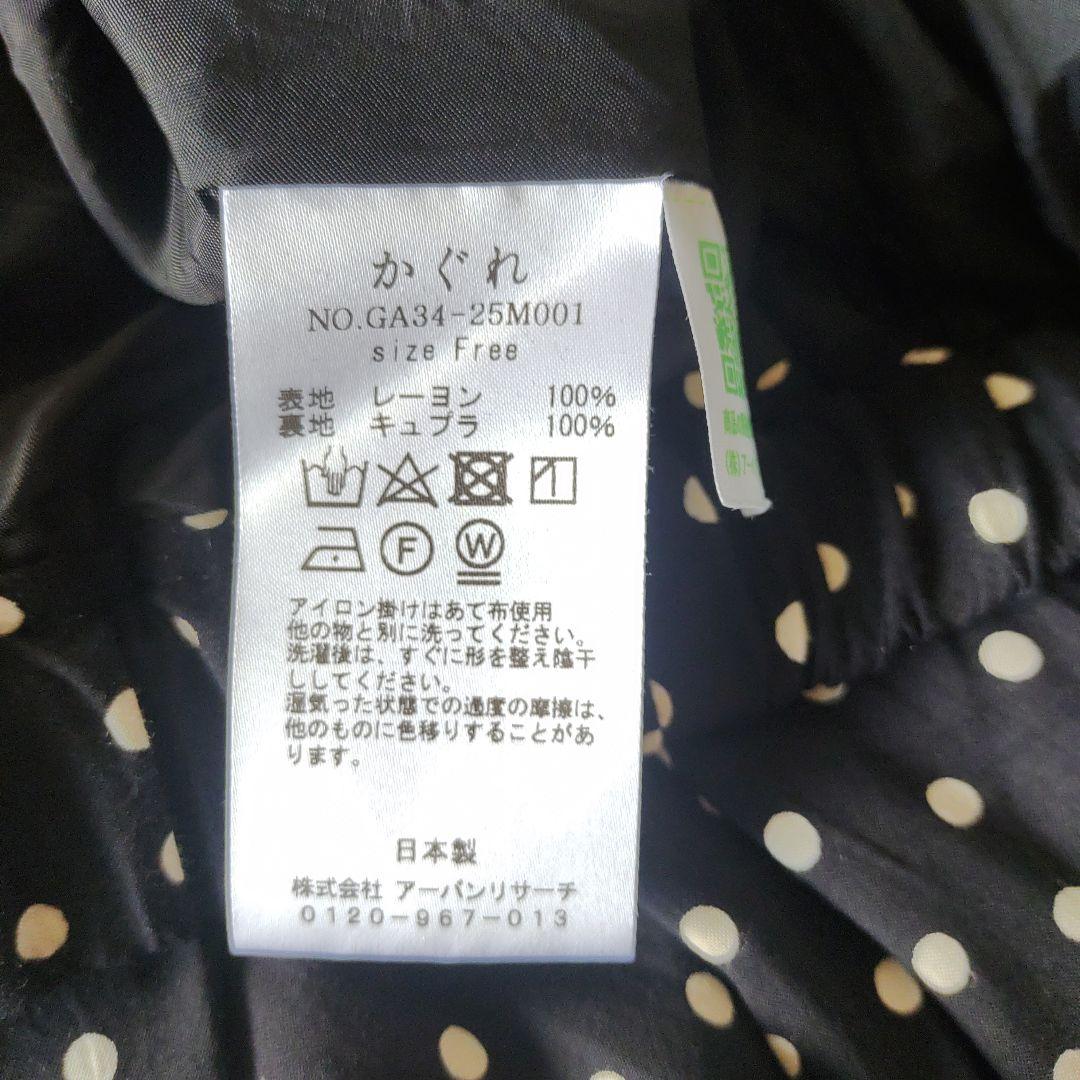 かぐれ
NO.GA34-25M001
size Free
表地 レーヨン 100%
裏地 キュプラ 100%
F W
アイロン掛けはあて布使用
他の物と別に洗ってください。
洗濯後は、すぐに形を整え陰干
ししてください。
湿気った状態での過度の摩擦は、
他のものに色移りすることがあ
ります。
日本製
株式会社 アーバンリサーチ
0120-967-013
商品の
(株)アー